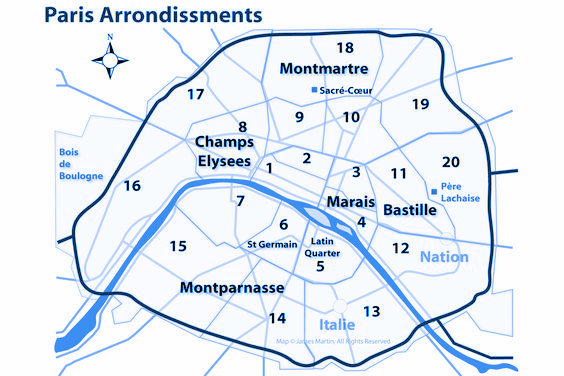 Paris Arrondissments
N
18
Montmartre
Sacré-Cœur
17
19
9
10
8
Champs
Elysees
Bois
de
Boulogne
20
2
1
3
11
16
Père
Lachaise
7
Marais
Bastille
6
4
15
St Germain
Latin
Quarter
5
12
Nation
Montparnasse
14
13
Italie
Map © James Martin, All Rights Reserved